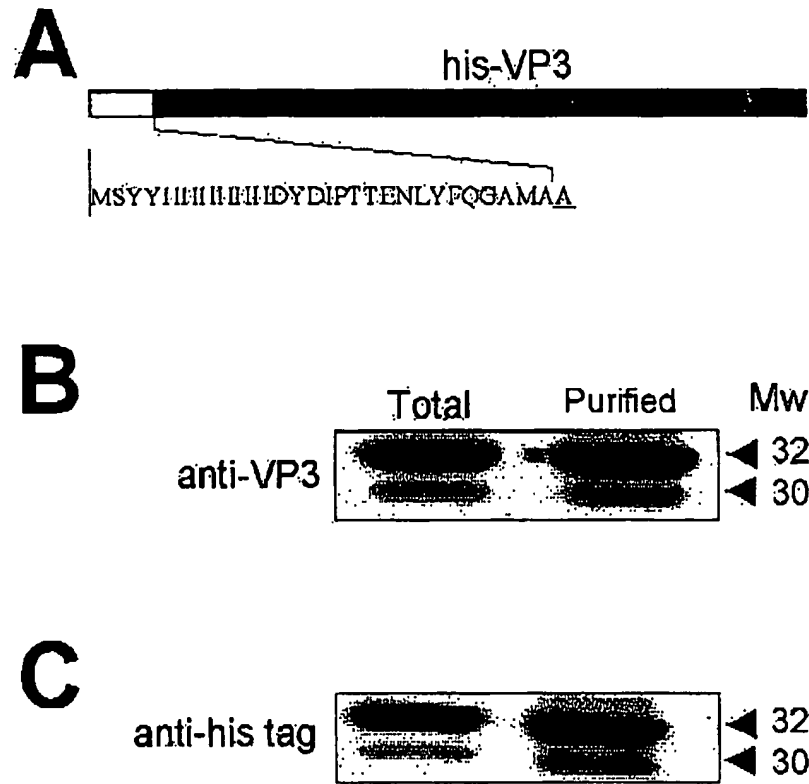 A
his-VP3
MSYYHHHHHHDYDIPTTENLYFQGAMAA
B
Total Purified Mw
anti-VP3
32
30
C
anti-his tag
32
30